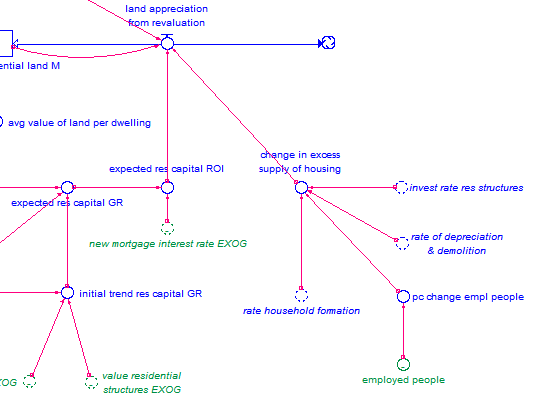 land appreciation
from revaluation
ential land M
avg value of land per dwelling
expected res capital ROI
change in excess
supply of housing
invest rate res structures
expected res capital GR
new mortgage interest rate EXOG
rate of depreciation
& demolition
initial trend res capital GR
pc change empl people
rate household formation
value residential
structures EXOG
XOG
employed people